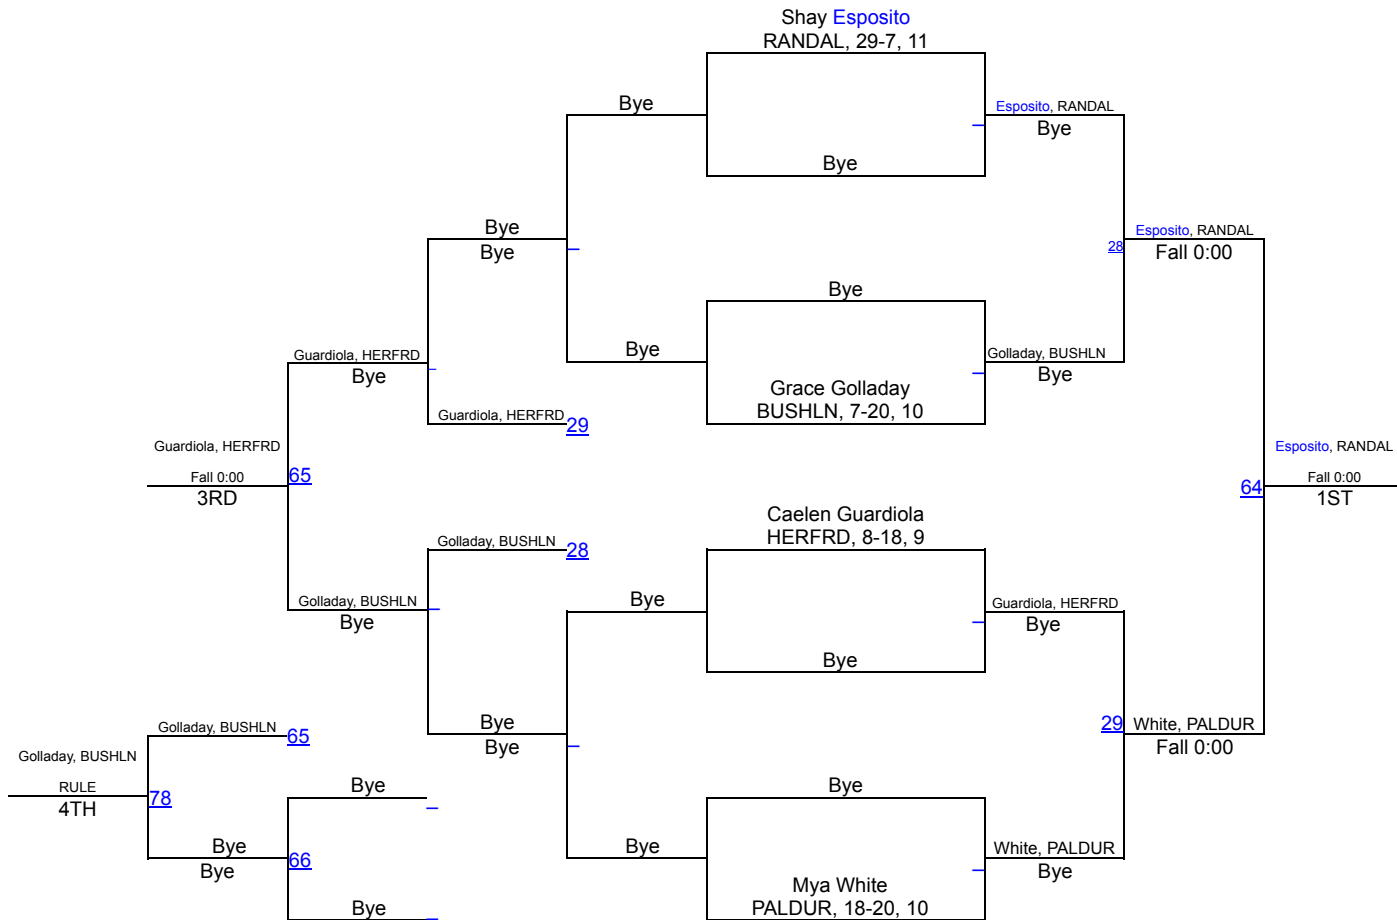 Shay Esposito
RANDAL, 29-7, 11
Bye
Esposito, RANDAL
Bye
Bye
Bye
Bye
Esposito, RANDAL
28
Fall 0:00
Bye
Bye
Guardiola, HERFRD
Bye
Golladay, BUSHLN
Bye
Grace Golladay
BUSHLN, 7-20, 10
Guardiola, HERFRD
29
Guardiola, HERFRD
Fall 0:00
65
3RD
Esposito, RANDAL
Fall 0:00
64
1ST
Caelen Guardiola
HERFRD, 8-18, 9
Golladay, BUSHLN
28
Golladay, BUSHLN
Bye
Bye
Guardiola, HERFRD
Bye
Bye
Bye
Bye
29
White, PALDUR
Fall 0:00
Golladay, BUSHLN
65
Golladay, BUSHLN
RULE
78
4TH
Bye
Bye
Bye
Bye
66
Bye
White, PALDUR
Bye
Mya White
PALDUR, 18-20, 10
Bye